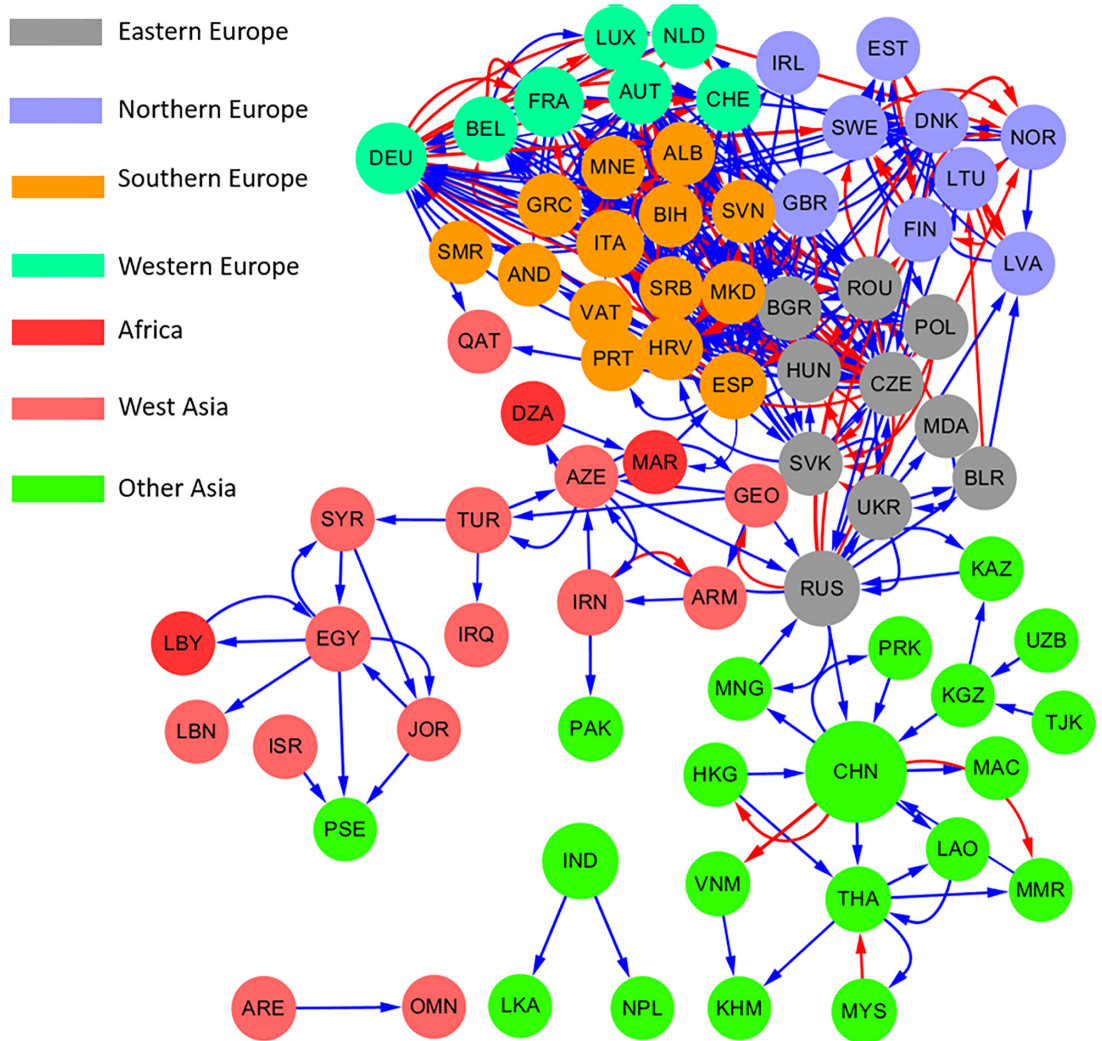 Eastern Europe
Northern Europe
Southern Europe
Western Europe
Africa
West Asia
Other Asia
LUX
NLD
EST
IRL
FRA
AUT
CHE
BEL
SWE
DNK
NOR
DEU
MNE
ALB
LTU
GRC
BIH
SVN
GBR
FIN
SMR
ITA
AND
LVA
SRB
MKD
ROU
BGR
VAT
POL
QAT
PRT
HRV
HUN
CZE
ESP
DZA
MDA
MAR
SVK
AZE
BLR
GEO
UKR
SYR
TUR
KAZ
RUS
IRN
ARM
LBY
EGY
IRQ
PRK
UZB
MNG
KGZ
TJK
LBN
ISR
JOR
PAK
HKG
CHN
MAC
PSE
IND
LAO
VNM
THA
MMR
ARE
OMN
LKA
NPL
KHM
MYS